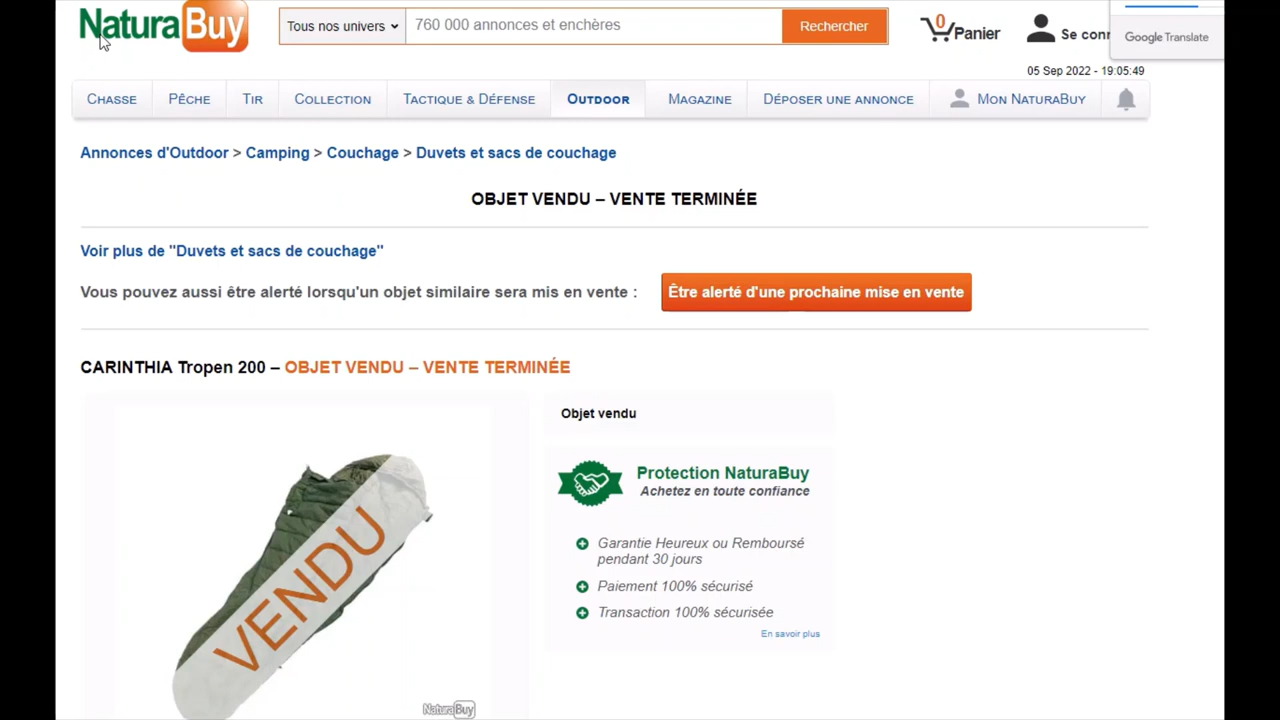 NaturaBuy
Tous nos univers
760 000 annonces et enchères
Rechercher
0
Panier
Se conn
Google Translate
05 Sep 2022 - 19:05:49
CHASSE
PÊCHE
TIR
COLLECTION
TACTIQUE & DÉFENSE
OUTDOOR
MAGAZINE
DÉPOSER UNE ANNONCE
MON NATURABUY
Annonces d'Outdoor > Camping > Couchage > Duvets et sacs de couchage
OBJET VENDU – VENTE TERMINÉE
Voir plus de "Duvets et sacs de couchage"
Vous pouvez aussi être alerté lorsqu'un objet similaire sera mis en vente :
Être alerté d'une prochaine mise en vente
CARINTHIA Tropen 200 – OBJET VENDU – VENTE TERMINÉE
Objet vendu
Protection NaturaBuy
Achetez en toute confiance
Garantie Heureux ou Remboursé
pendant 30 jours
Paiement 100% sécurisé
Transaction 100% sécurisée
En savoir plus
VENDU
NaturaBuy